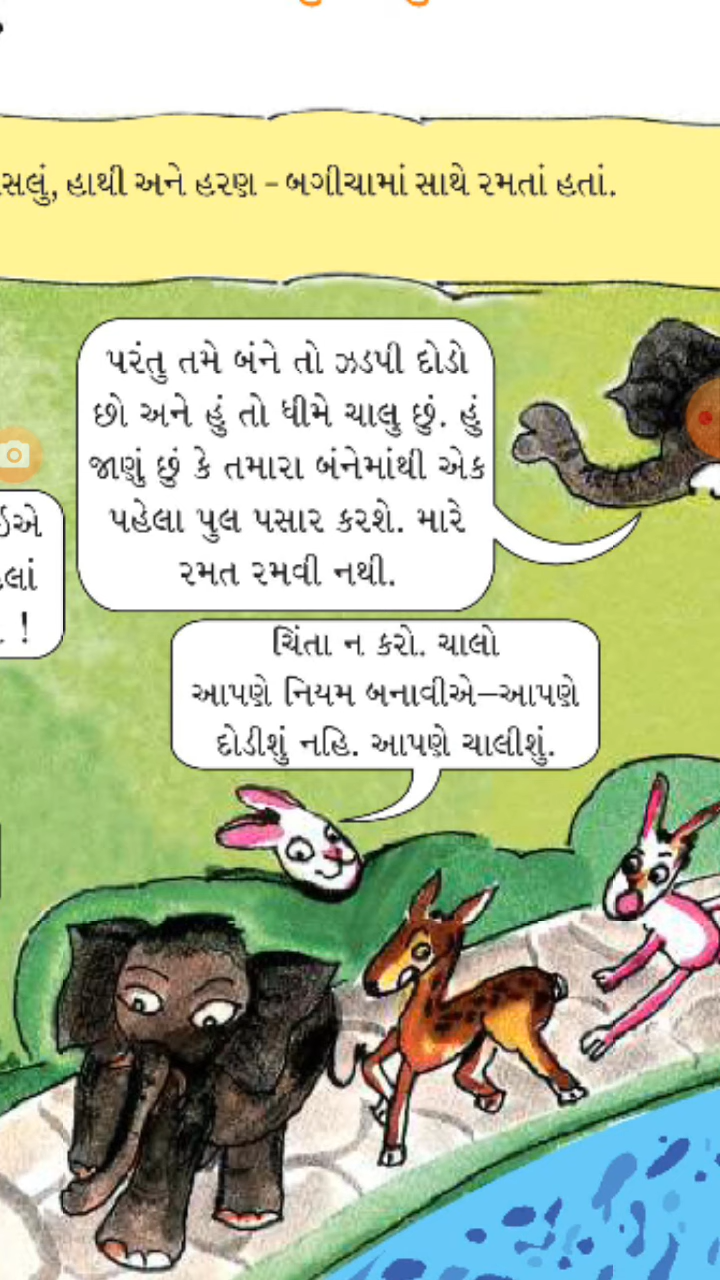 સલું, હાથી અને હરણ - બગીચામાં સાથે રમતાં હતાં.
પરંતુ તમે બંને તો ઝડપી દોડો
છો અને હું તો ધીમે ચાલુ છું. હું
જાણું છું કે તમારા બંનેમાંથી એક
પહેલા પુલ પસાર કરશે. મારે
રમત રમવી નથી.
ઈએ
લાં
. !
ચિંતા ન કરો. ચાલો
આપણે નિયમ બનાવીએ–આપણે
દોડીશું નહિ. આપણે ચાલીશું.